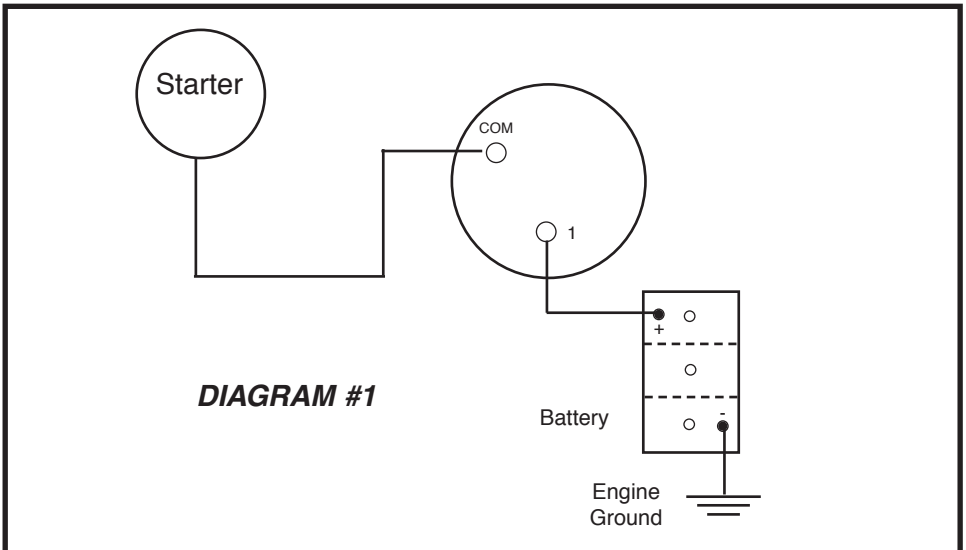 Starter
COM
1
+
DIAGRAM #1
Battery
-
Engine
Ground